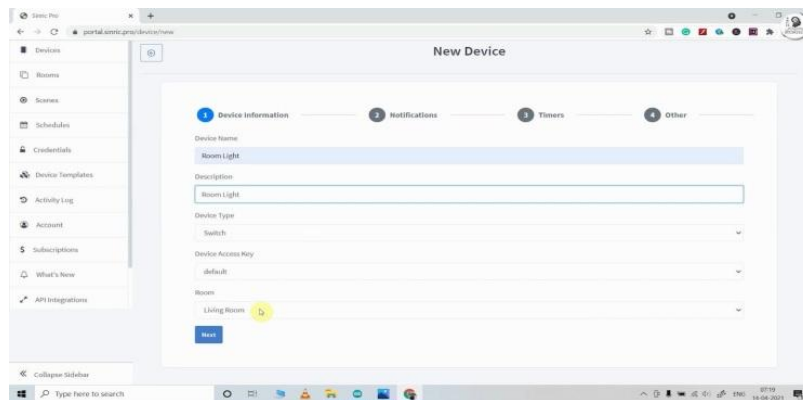 Sinric Pro
portal.sinric.pro/device/new
Devices
Rooms
Scenes
Schedules
Credentials
Device Templates
Activity Log
Account
Subscriptions
What's New
API Integrations
Collapse Sidebar
New Device
1 Device Information
2 Notifications
3 Timers
4 Other
Device Name
Room Light
Description
Room Light
Device Type
Switch
Device Access Key
default
Room
Living Room
Next
Type here to search
ENG
07:19
16-04-2021